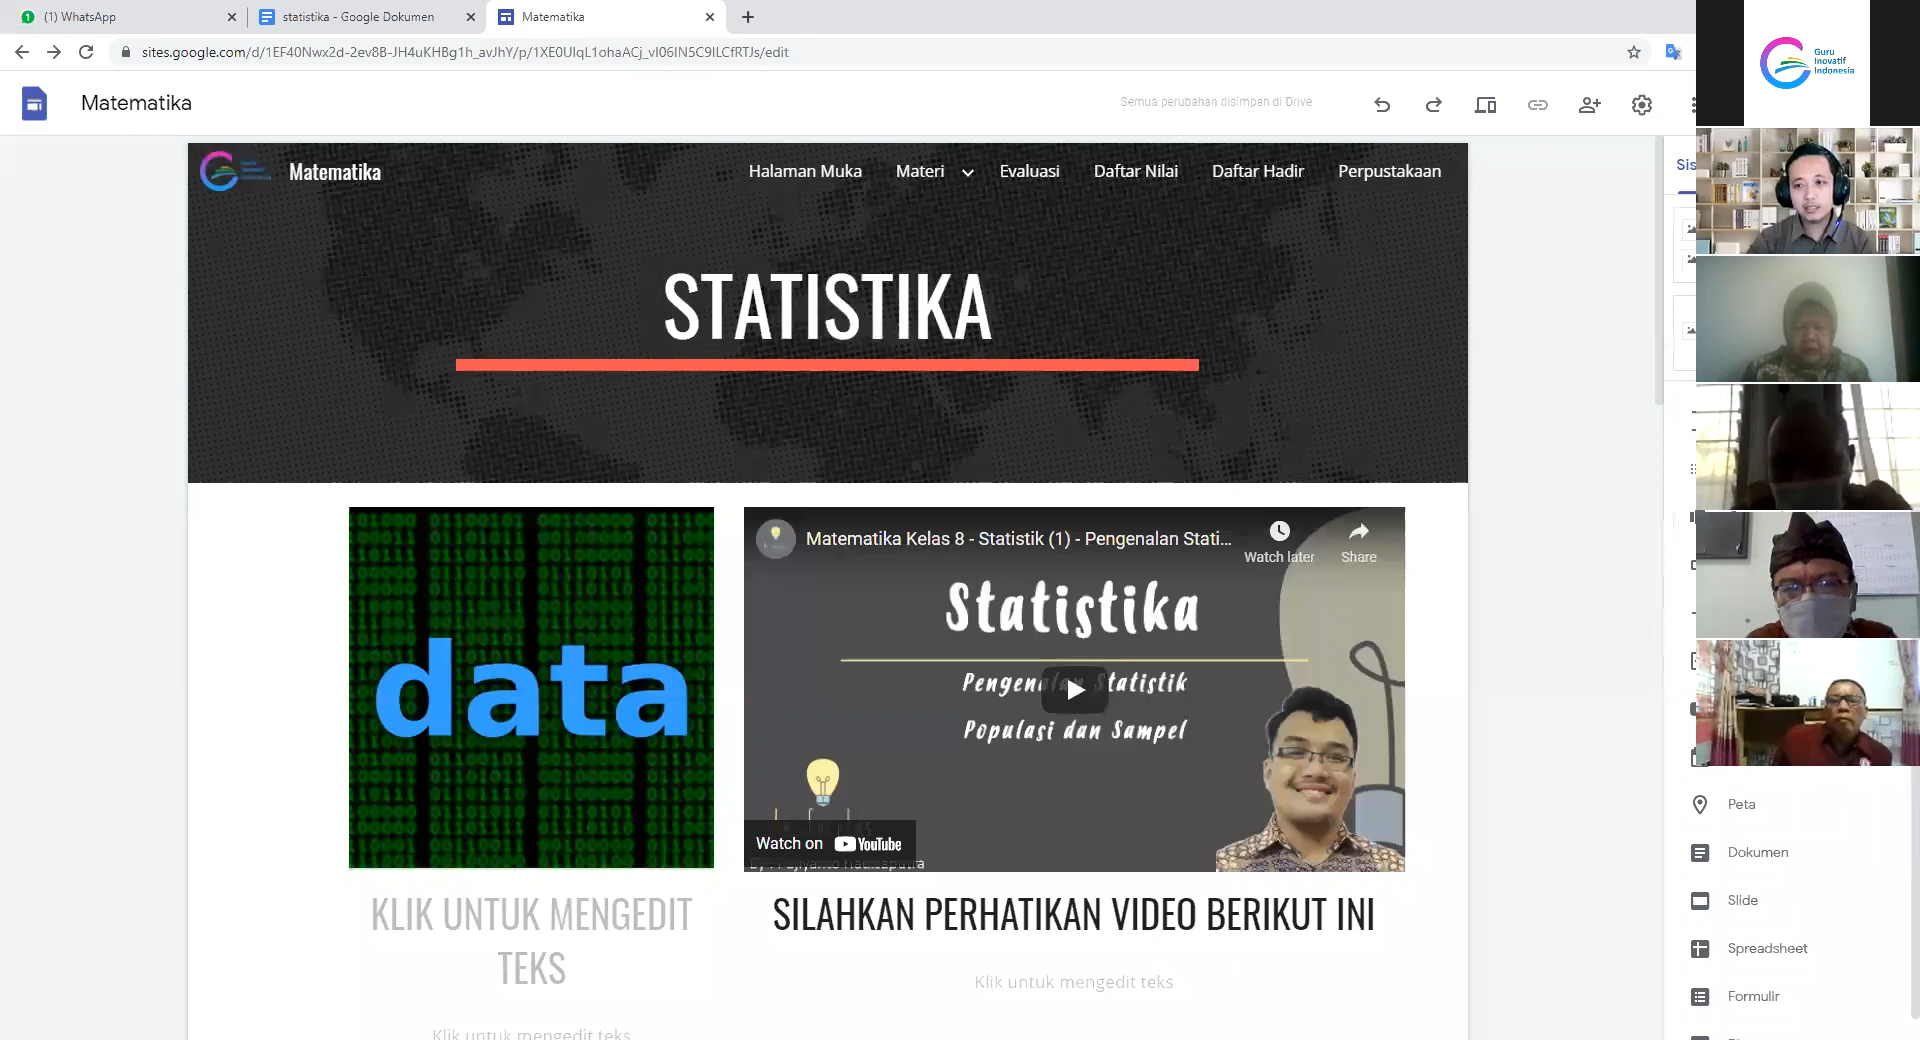 (1) WhatsApp
statistika - Google Dokumen
Matematika
sites.google.com/d/1EF40Nwx2d-2ev8B-JH4uKHBg1h_avJhY/p/1XE0UIqL1ohaACj_vI06IN5C9ILCfRTJs/edit
Matematika
Semua perubahan disimpan di Drive
Guru
Inovatif
Indonesia
Matematika
Halaman Muka
Materi
Evaluasi
Daftar Nilai
Daftar Hadir
Perpustakaan
STATISTIKA
data
Matematika Kelas 8 - Statistik (1) - Pengenalan Stati...
Watch later
Share
Statistika
Pengenalan Statistik
Populasi dan Sampel
Watch on YouTube
KLIK UNTUK MENGEDIT
TEKS
Klik untuk mengedit teks
SILAHKAN PERHATIKAN VIDEO BERIKUT INI
Klik untuk mengedit teks
Peta
Dokumen
Slide
Spreadsheet
Formulir